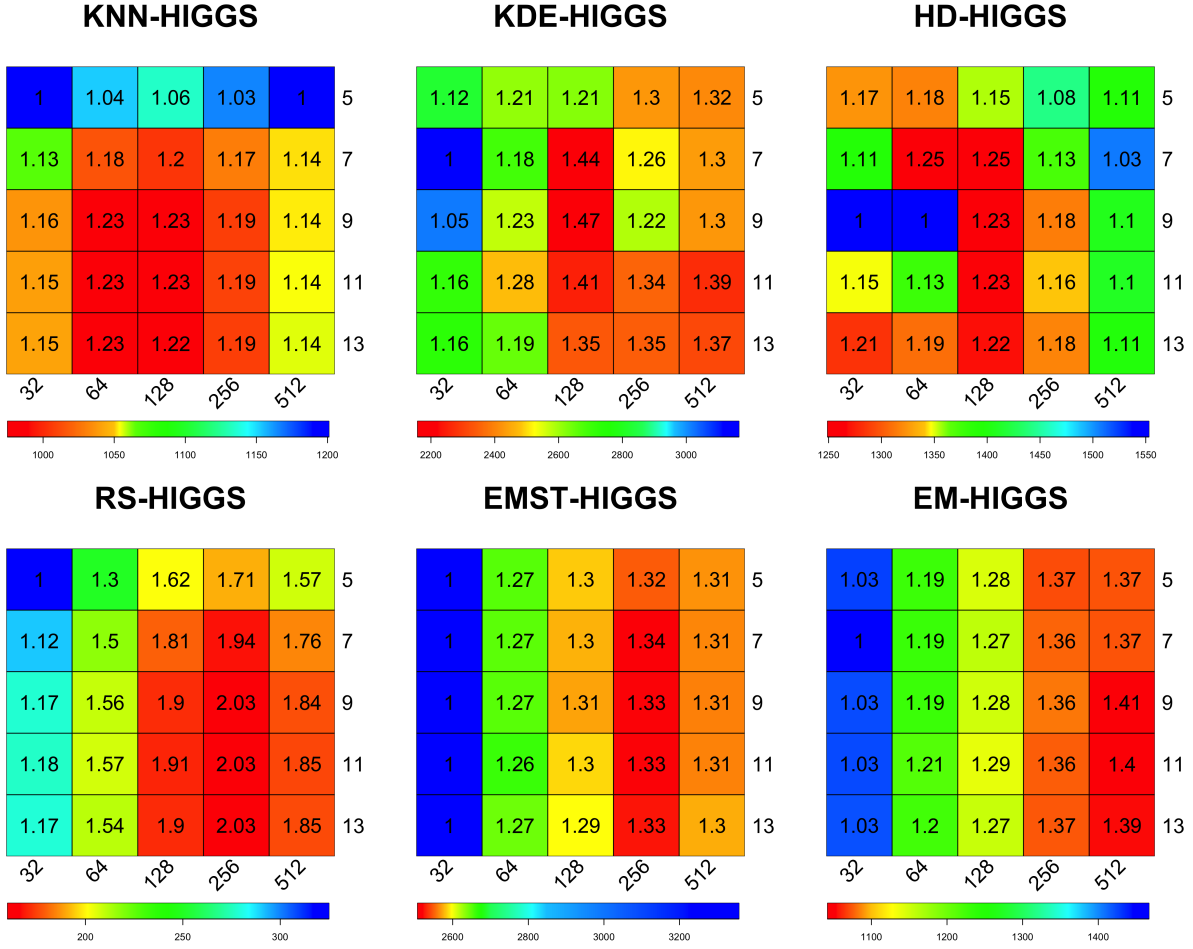 KNN-HIGGS KDE-HIGGS HD-HIGGS
1 1.04 1.06 1.03 1 5 1.12 1.21 1.21 1.3 1.32 5 1.17 1.18 1.15 1.08 1.11 5
1.13 1.18 1.2 1.17 1.14 7 1 1.18 1.44 1.26 1.3 7 1.11 1.25 1.25 1.13 1.03 7
1.16 1.23 1.23 1.19 1.14 9 1.05 1.23 1.47 1.22 1.3 9 1 1 1.23 1.18 1.1 9
1.15 1.23 1.23 1.19 1.14 11 1.16 1.28 1.41 1.34 1.39 11 1.15 1.13 1.23 1.16 1.1 11
1.15 1.23 1.22 1.19 1.14 13 1.16 1.19 1.35 1.35 1.37 13 1.21 1.19 1.22 1.18 1.11 13
32 64 128 256 512 32 64 128 256 512 32 64 128 256 512
1000 1050 1100 1150 1200 2200 2400 2600 2800 3000 1250 1300 1350 1400 1450 1500 1550
RS-HIGGS EMST-HIGGS EM-HIGGS
1 1.3 1.62 1.71 1.57 5 1 1.27 1.3 1.32 1.31 5 1.03 1.19 1.28 1.37 1.37 5
1.12 1.5 1.81 1.94 1.76 7 1 1.27 1.3 1.34 1.31 7 1 1.19 1.27 1.36 1.37 7
1.17 1.56 1.9 2.03 1.84 9 1 1.27 1.31 1.33 1.31 9 1.03 1.19 1.28 1.36 1.41 9
1.18 1.57 1.91 2.03 1.85 11 1 1.26 1.3 1.33 1.31 11 1.03 1.21 1.29 1.36 1.4 11
1.17 1.54 1.9 2.03 1.85 13 1 1.27 1.29 1.33 1.3 13 1.03 1.2 1.27 1.37 1.39 13
32 64 128 256 512 32 64 128 256 512 32 64 128 256 512
200 250 300 2600 2800 3000 3200 1100 1200 1300 1400